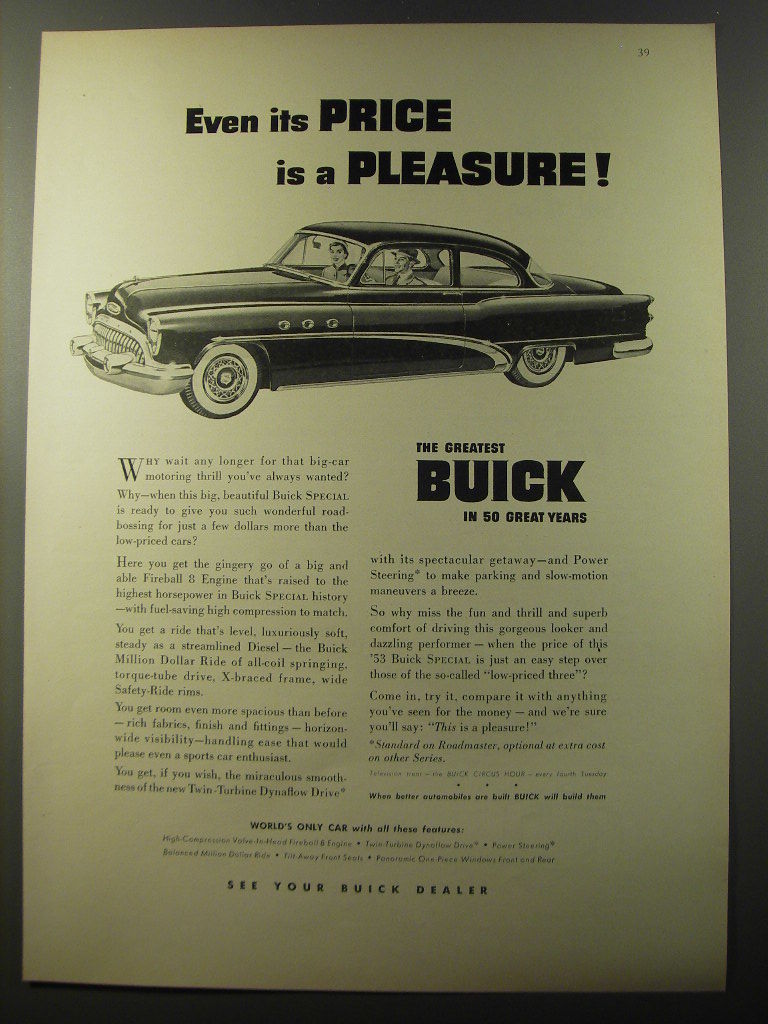 39
Even its PRICE
is a PLEASURE!
WHY wait any longer for that big-car
motoring thrill you've always wanted?
Why—when this big, beautiful Buick SPECIAL
is ready to give you such wonderful road-
bossing for just a few dollars more than the
low-priced cars?
Here you get the gingery go of a big and
able Fireball 8 Engine that's raised to the
highest horsepower in Buick SPECIAL history
—with fuel-saving high compression to match.
You get a ride that's level, luxuriously soft,
steady as a streamlined Diesel—the Buick
Million Dollar Ride of all-coil springing,
torque-tube drive, X-braced frame, wide
Safety-Ride rims.
You get room even more spacious than before
—rich fabrics, finish and fittings—horizon-
wide visibility—handling ease that would
please even a sports car enthusiast.
You get, if you wish, the miraculous smooth-
ness of the new Twin-Turbine Dynaflow Drive*
THE GREATEST
BUICK
IN 50 GREAT YEARS
with its spectacular getaway—and Power
Steering* to make parking and slow-motion
maneuvers a breeze.
So why miss the fun and thrill and superb
comfort of driving this gorgeous looker and
dazzling performer—when the price of this
'53 Buick SPECIAL is just an easy step over
those of the so-called "low-priced three"?
Come in, try it, compare it with anything
you've seen for the money—and we're sure
you'll say: "This is a pleasure!"
*Standard on Roadmaster, optional at extra cost
on other Series.
Television treat—the BUICK CIRCUS HOUR—every fourth Tuesday
• • •
When better automobiles are built BUICK will build them
WORLD'S ONLY CAR with all these features:
High-Compression Valve-in-Head Fireball 8 Engine • Twin-Turbine Dynaflow Drive* • Power Steering*
Balanced Million Dollar Ride • Tilt-Away Front Seats • Panoramic One-Piece Windows Front and Rear
SEE YOUR BUICK DEALER